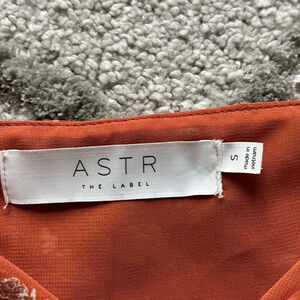 ASTR
THE LABEL
S
made in
vietnam